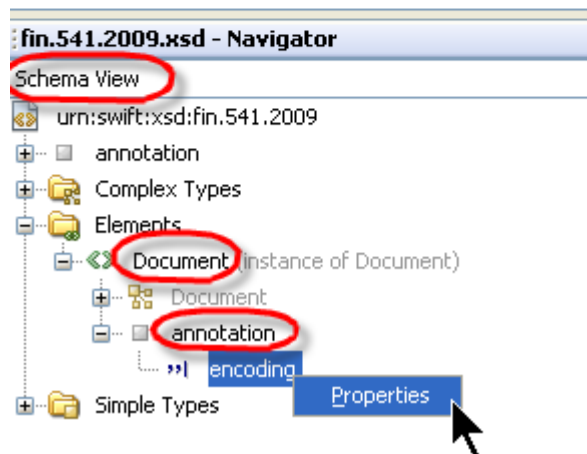 fin.541.2009.xsd - Navigator
Schema View
urn:swift:xsd:fin.541.2009
annotation
Complex Types
Elements
Document (instance of Document)
Document
annotation
encoding
Properties
Simple Types